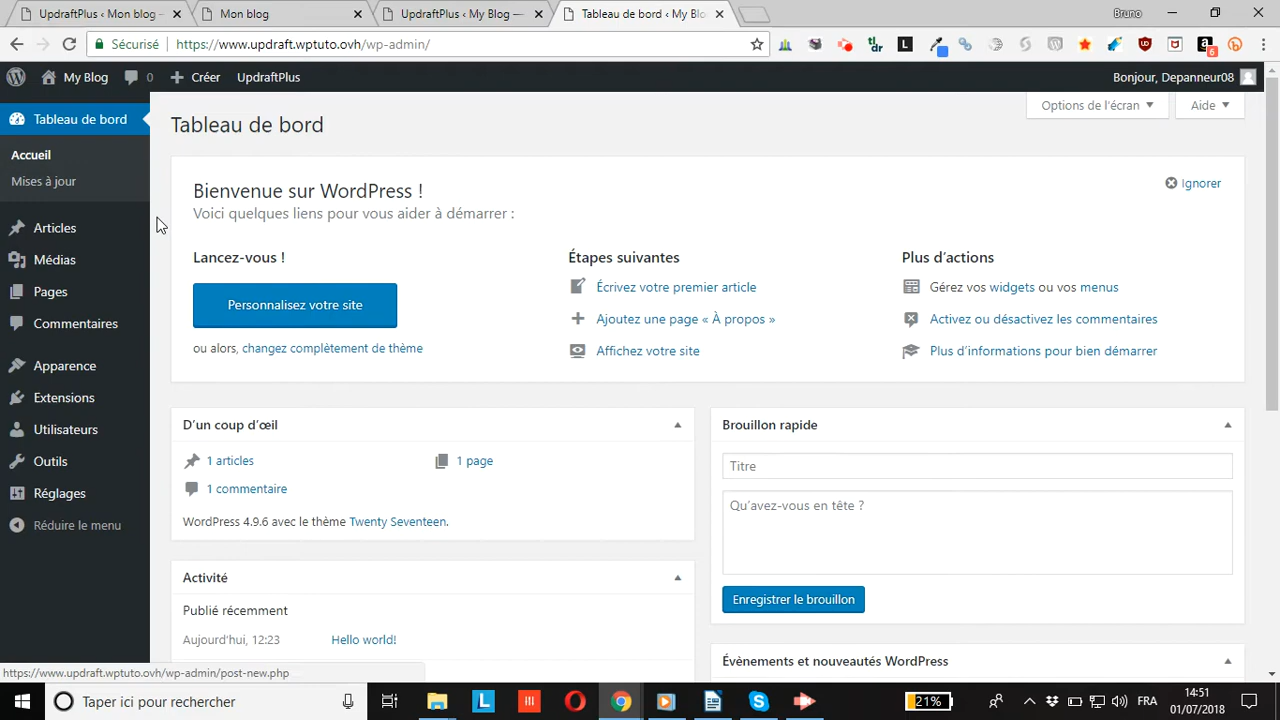 UpdraftPlus ‹ Mon blog –
Mon blog
UpdraftPlus ‹ My Blog —
Tableau de bord ‹ My Blo
Bruno
Sécurisé
https://www.updraft.wptuto.ovh/wp-admin/
tl;dr
L
6
My Blog
0
Créer
UpdraftPlus
Bonjour, Depanneur08
Tableau de bord
Accueil
Mises à jour
Articles
Médias
Pages
Commentaires
Apparence
Extensions
Utilisateurs
Outils
Réglages
Réduire le menu
Tableau de bord
Options de l'écran
Aide
Bienvenue sur WordPress !
Ignorer
Voici quelques liens pour vous aider à démarrer :
Lancez-vous !
Personnalisez votre site
ou alors, changez complètement de thème
Étapes suivantes
Écrivez votre premier article
Ajoutez une page « À propos »
Affichez votre site
Plus d’actions
Gérez vos widgets ou vos menus
Activez ou désactivez les commentaires
Plus d’informations pour bien démarrer
D’un coup d’œil
1 articles
1 page
1 commentaire
WordPress 4.9.6 avec le thème Twenty Seventeen.
Activité
Publié récemment
Aujourd’hui, 12:23
Hello world!
Brouillon rapide
Titre
Qu’avez-vous en tête ?
Enregistrer le brouillon
Évènements et nouveautés WordPress
https://www.updraft.wptuto.ovh/wp-admin/post-new.php
Taper ici pour rechercher
L
21%
FRA
14:51
01/07/2018